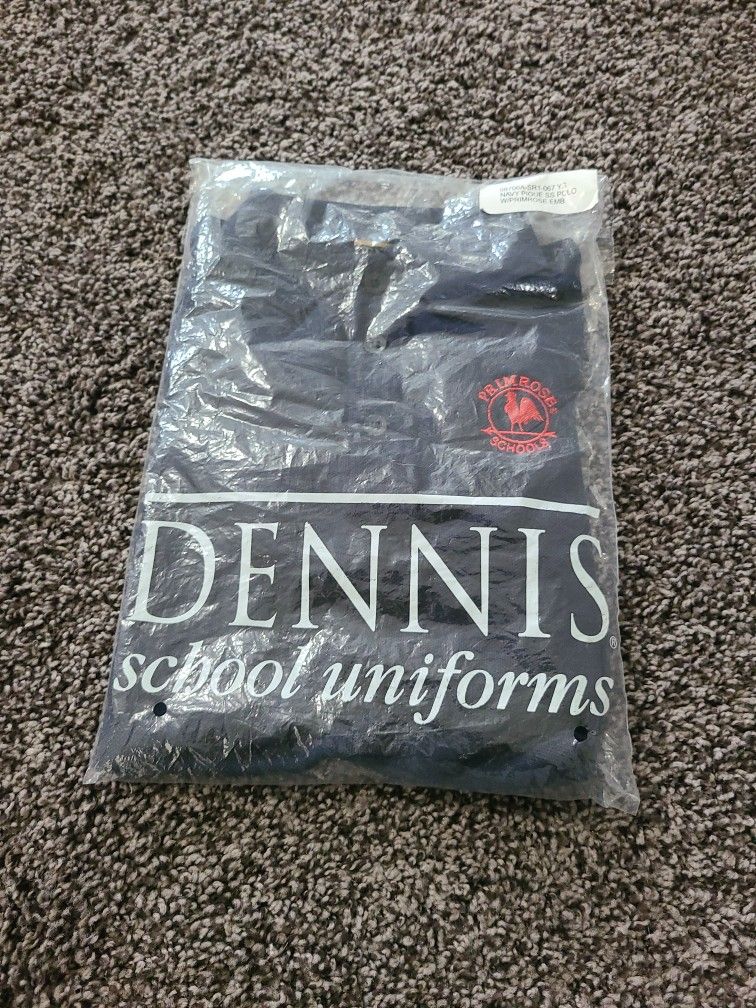 NAVY PIQUE SS POLO
W/PRIMROSE EMB
PRIMROSE®
SCHOOLS
DENNIS®
school uniforms